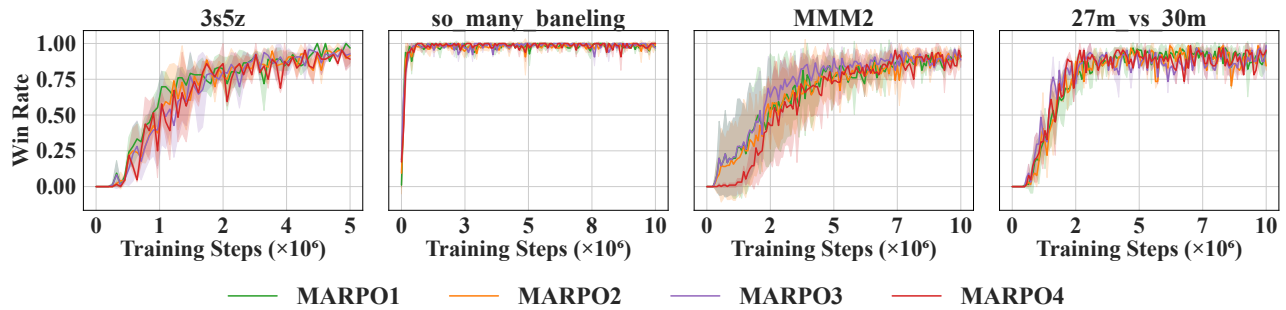 3s5z so_many_baneling MMM2 27m_vs_30m
Win Rate
1.00
0.75
0.50
0.25
0.00
0 1 2 4 5 0 3 5 8 10 0 2 5 7 10 0 2 5 7 10
Training Steps (×10⁶) Training Steps (×10⁶) Training Steps (×10⁶) Training Steps (×10⁶)
MARPO1 MARPO2 MARPO3 MARPO4